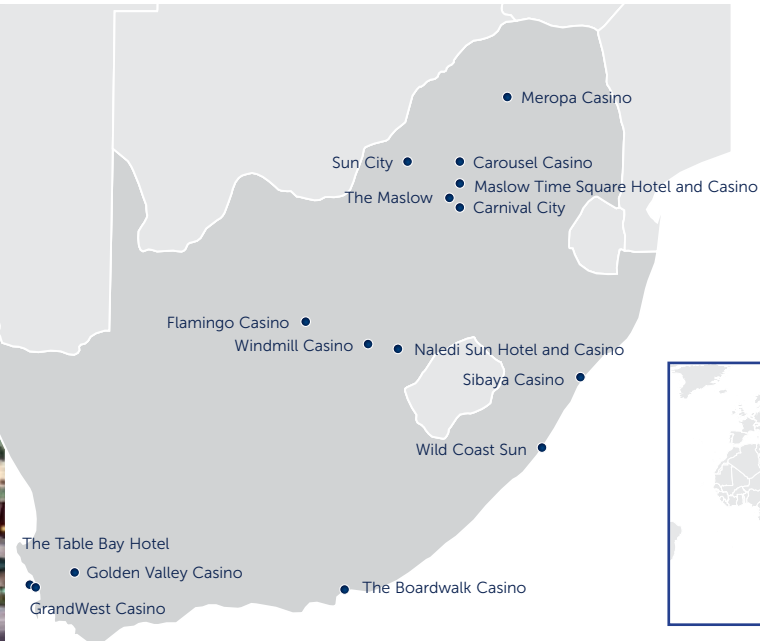 Meropa Casino
Sun City
Carousel Casino
Maslow Time Square Hotel and Casino
The Maslow
Carnival City
Flamingo Casino
Windmill Casino
Naledi Sun Hotel and Casino
Sibaya Casino
Wild Coast Sun
The Table Bay Hotel
Golden Valley Casino
The Boardwalk Casino
GrandWest Casino